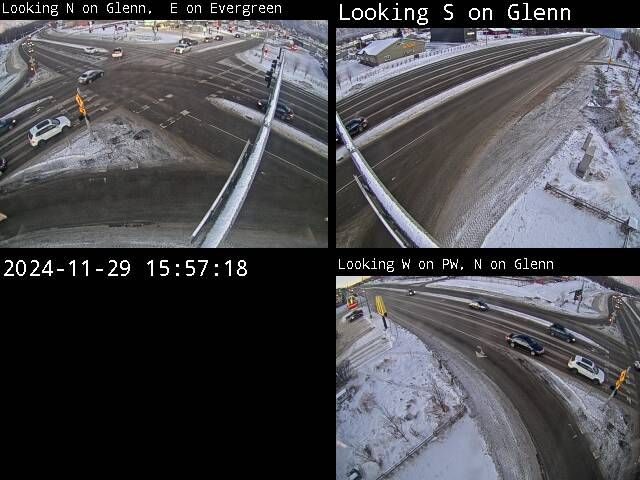 Looking N on Glenn,  E on Evergreen
Looking S on Glenn
2024-11-29 15:57:18
Looking W on PW, N on Glenn